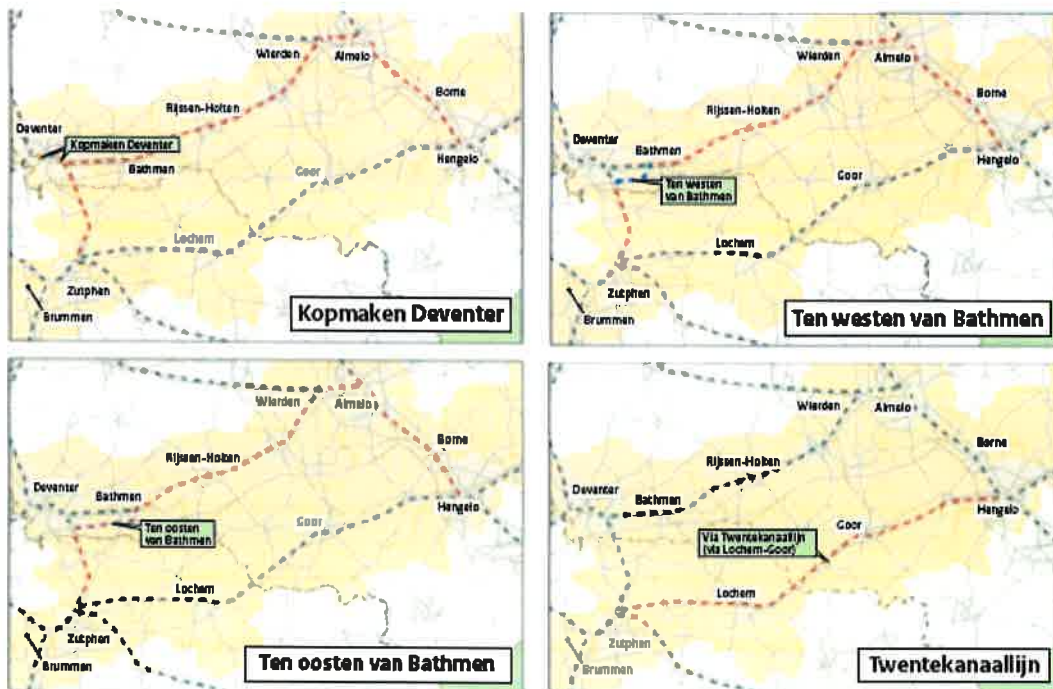 Wierden
Almelo
Borne
Rijssen-Holten
Deventer
Kopmaken Deventer
Bathmen
Hengelo
Goor
Lochem
Zutphen
Brummen
Kopmaken Deventer
Wierden
Almelo
Borne
Rijssen-Holten
Deventer
Bathmen
Hengelo
Ten westen
van Bathmen
Goor
Lochem
Zutphen
Brummen
Ten westen van Bathmen
Wierden
Almelo
Borne
Rijssen-Holten
Deventer
Bathmen
Hengelo
Ten oosten
van Bathmen
Goor
Lochem
Zutphen
Brummen
Ten oosten van Bathmen
Wierden
Almelo
Borne
Rijssen-Holten
Deventer
Bathmen
Hengelo
Goor
Via Twentekanaallijn
(via Lochem-Goor)
Lochem
Zutphen
Brummen
Twentekanaallijn